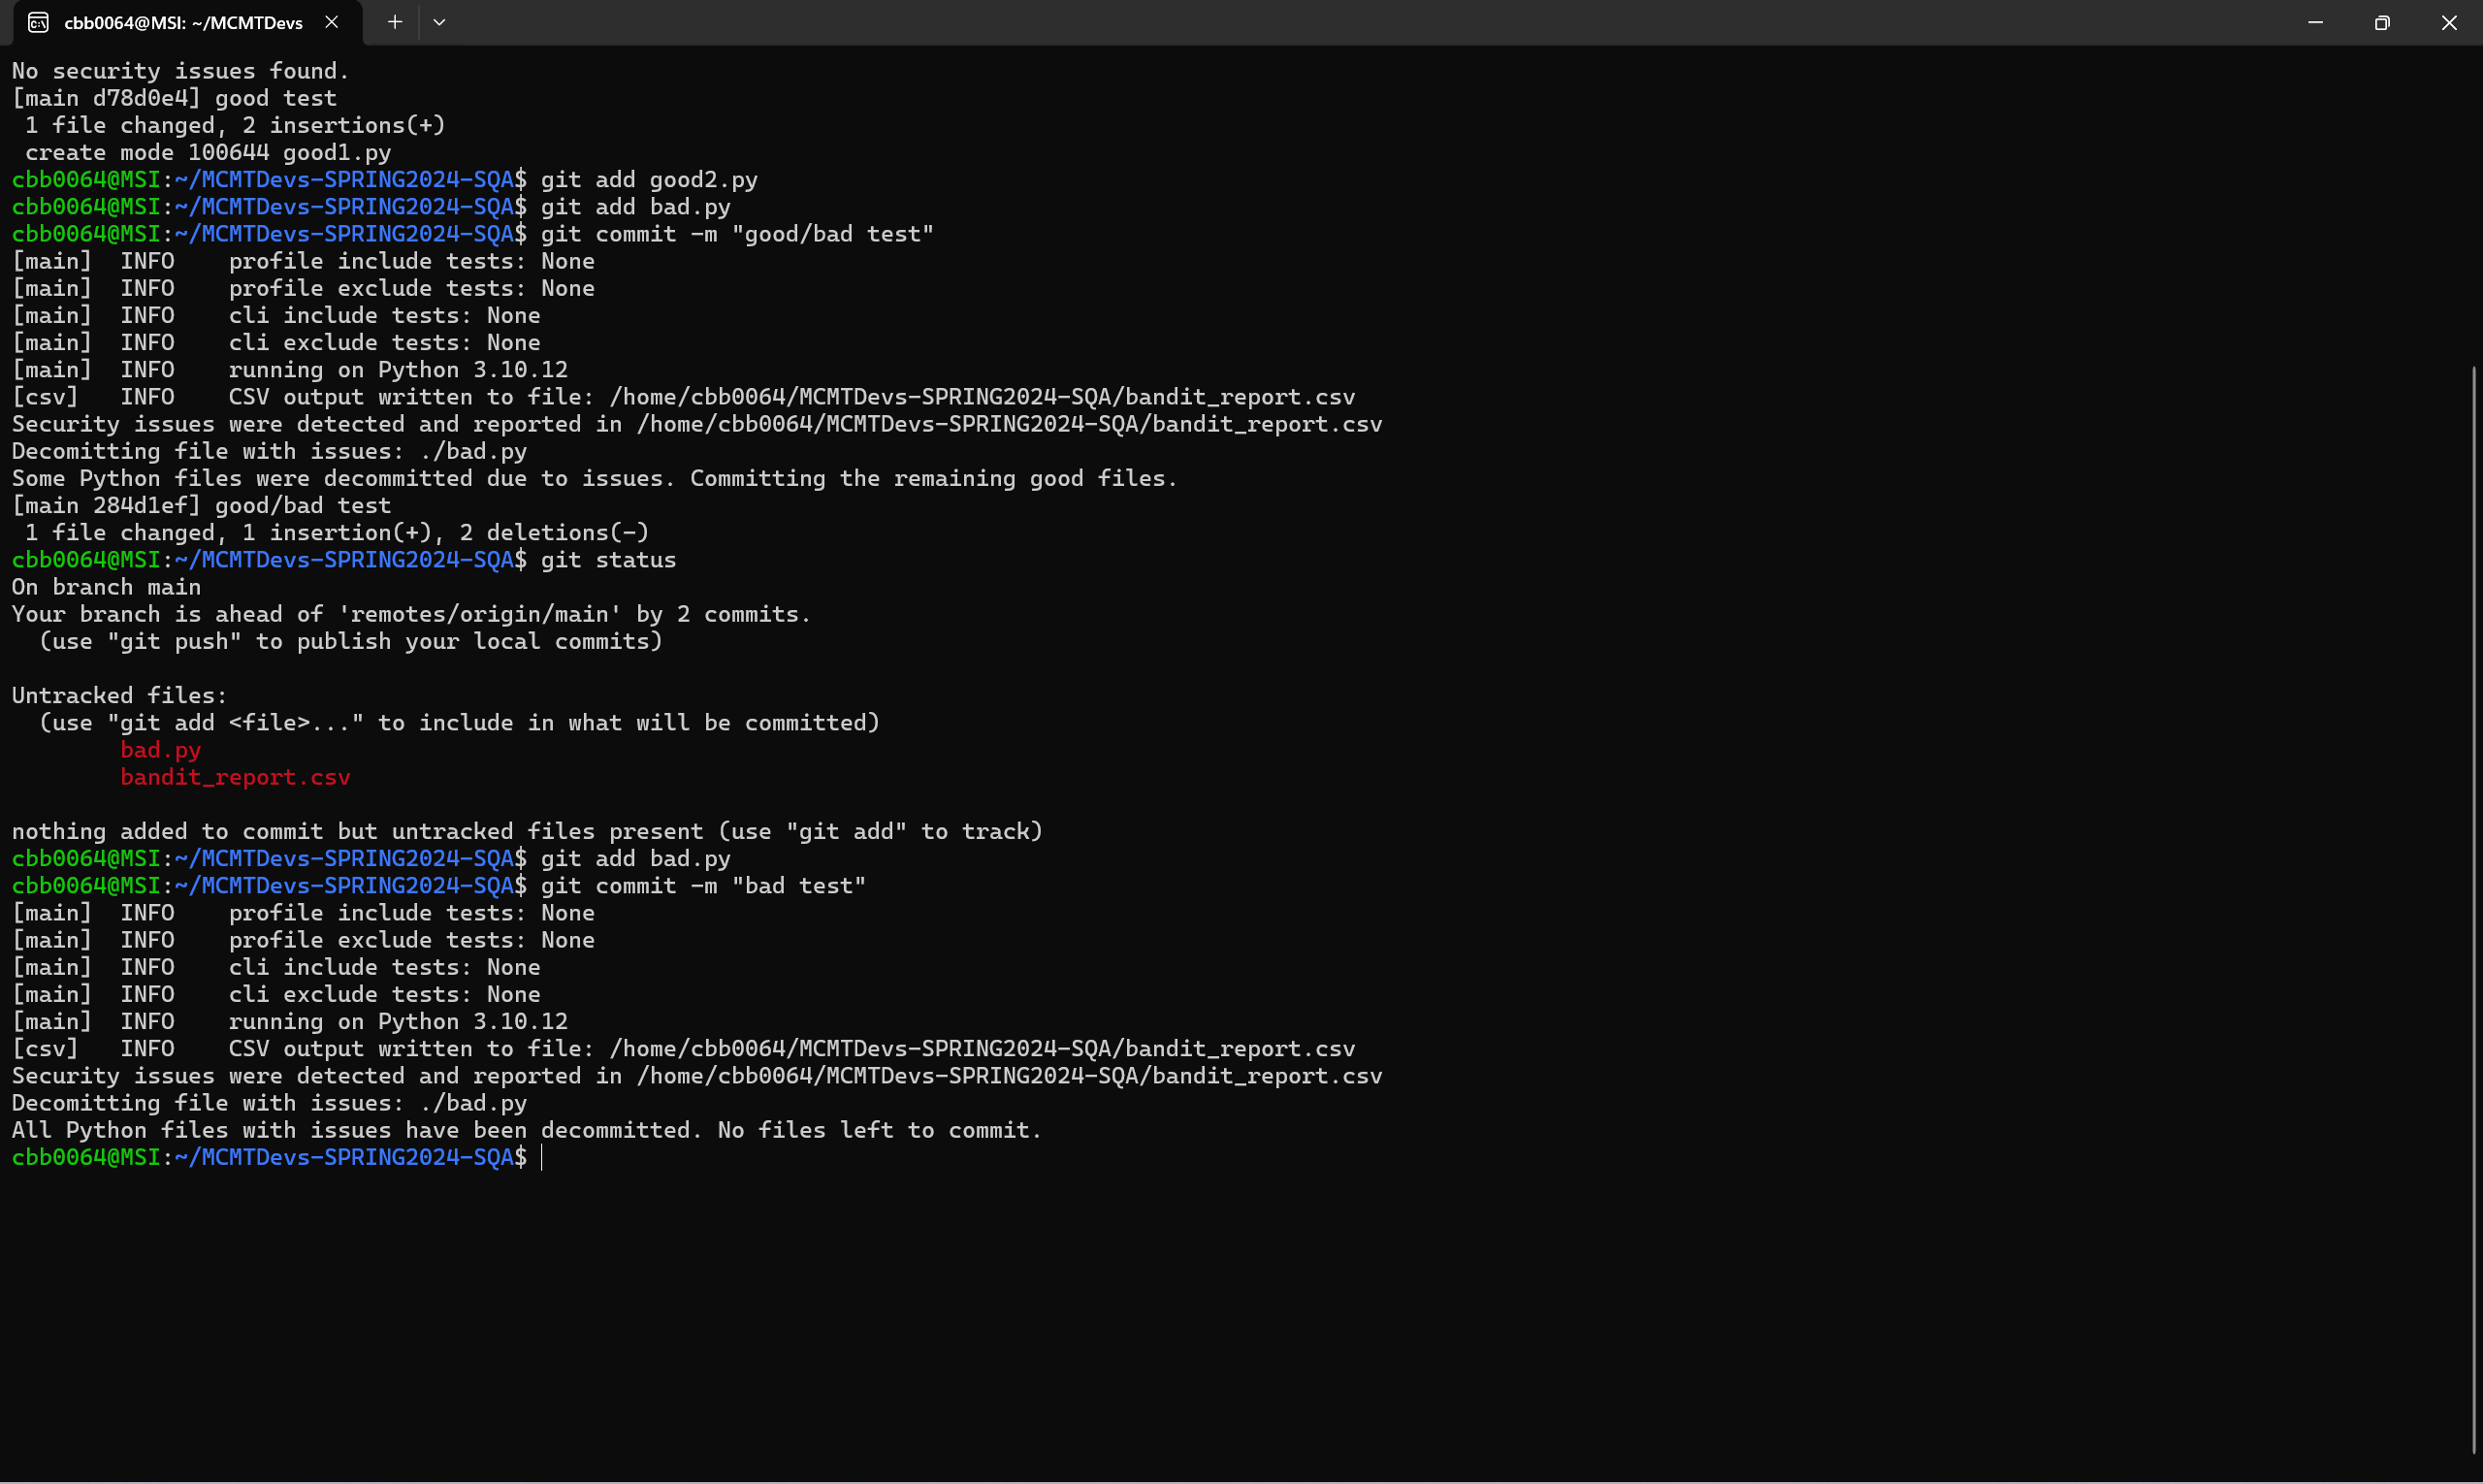 cbb0064@MSI: ~/MCMTDevs
No security issues found.
[main d78d0e4] good test
 1 file changed, 2 insertions(+)
 create mode 100644 good1.py
cbb0064@MSI:~/MCMTDevs-SPRING2024-SQA$ git add good2.py
cbb0064@MSI:~/MCMTDevs-SPRING2024-SQA$ git add bad.py
cbb0064@MSI:~/MCMTDevs-SPRING2024-SQA$ git commit -m "good/bad test"
[main]  INFO    profile include tests: None
[main]  INFO    profile exclude tests: None
[main]  INFO    cli include tests: None
[main]  INFO    cli exclude tests: None
[main]  INFO    running on Python 3.10.12
[csv]   INFO    CSV output written to file: /home/cbb0064/MCMTDevs-SPRING2024-SQA/bandit_report.csv
Security issues were detected and reported in /home/cbb0064/MCMTDevs-SPRING2024-SQA/bandit_report.csv
Decomitting file with issues: ./bad.py
Some Python files were decommitted due to issues. Committing the remaining good files.
[main 284d1ef] good/bad test
 1 file changed, 1 insertion(+), 2 deletions(-)
cbb0064@MSI:~/MCMTDevs-SPRING2024-SQA$ git status
On branch main
Your branch is ahead of 'remotes/origin/main' by 2 commits.
  (use "git push" to publish your local commits)

Untracked files:
  (use "git add <file>..." to include in what will be committed)
        bad.py
        bandit_report.csv

nothing added to commit but untracked files present (use "git add" to track)
cbb0064@MSI:~/MCMTDevs-SPRING2024-SQA$ git add bad.py
cbb0064@MSI:~/MCMTDevs-SPRING2024-SQA$ git commit -m "bad test"
[main]  INFO    profile include tests: None
[main]  INFO    profile exclude tests: None
[main]  INFO    cli include tests: None
[main]  INFO    cli exclude tests: None
[main]  INFO    running on Python 3.10.12
[csv]   INFO    CSV output written to file: /home/cbb0064/MCMTDevs-SPRING2024-SQA/bandit_report.csv
Security issues were detected and reported in /home/cbb0064/MCMTDevs-SPRING2024-SQA/bandit_report.csv
Decomitting file with issues: ./bad.py
All Python files with issues have been decommitted. No files left to commit.
cbb0064@MSI:~/MCMTDevs-SPRING2024-SQA$